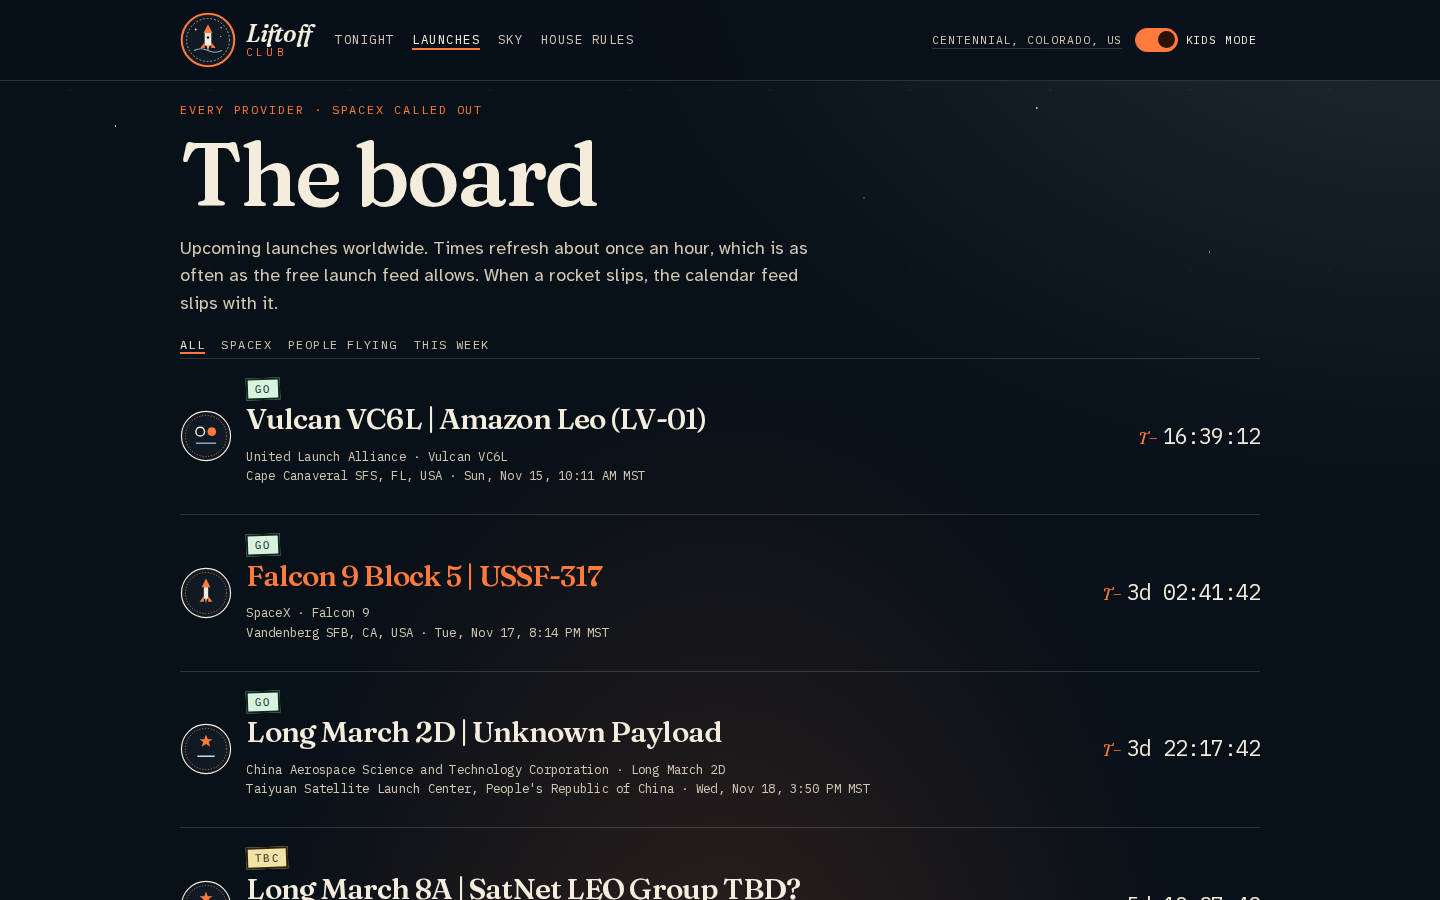 Liftoff
CLUB
TONIGHT
LAUNCHES
SKY
HOUSE RULES
CENTENNIAL, COLORADO, US
KIDS MODE
EVERY PROVIDER · SPACEX CALLED OUT
The board
Upcoming launches worldwide. Times refresh about once an hour, which is as
often as the free launch feed allows. When a rocket slips, the calendar feed
slips with it.
ALL
SPACEX
PEOPLE FLYING
THIS WEEK
GO
Vulcan VC6L | Amazon Leo (LV-01)
United Launch Alliance · Vulcan VC6L
Cape Canaveral SFS, FL, USA · Sun, Nov 15, 10:11 AM MST
T− 16:39:12
GO
Falcon 9 Block 5 | USSF-317
SpaceX · Falcon 9
Vandenberg SFB, CA, USA · Tue, Nov 17, 8:14 PM MST
T− 3d 02:41:42
GO
Long March 2D | Unknown Payload
China Aerospace Science and Technology Corporation · Long March 2D
Taiyuan Satellite Launch Center, People's Republic of China · Wed, Nov 18, 3:50 PM MST
T− 3d 22:17:42
TBC
Long March 8A | SatNet LEO Group TBD?